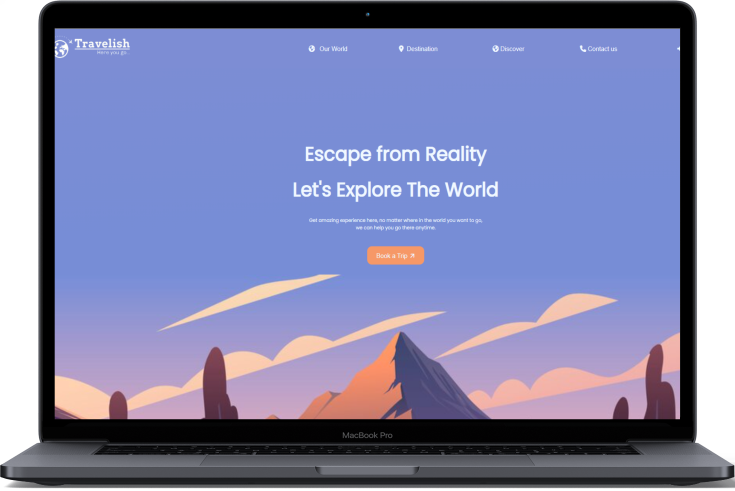 Travelish
Here you go..
Our World
Destination
Discover
Contact us
Escape from Reality
Let's Explore The World
Get amazing experience here, no matter where in the world you want to go,
we can help you go there anytime.
Book a Trip
MacBook Pro